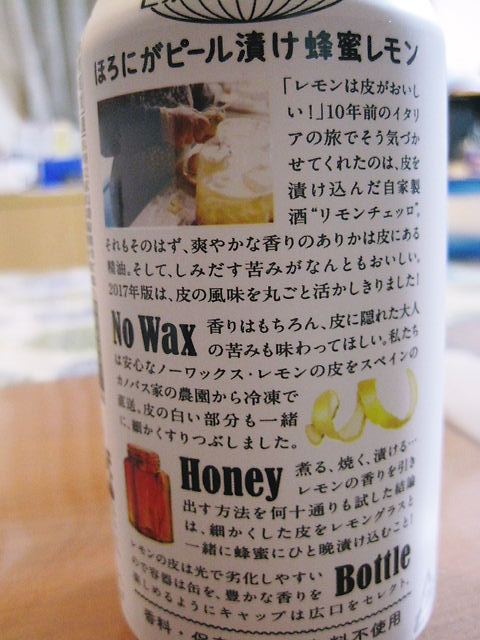 ほろにがピール漬け蜂蜜レモン
「レモンは皮がおいし
い！」10年前のイタリ
アの旅でそう気づか
せてくれたのは、皮を
漬け込んだ自家製
酒“リモンチェッロ”。
それもそのはず、爽やかな香りのありかは皮にある
精油。そして、しみだす苦みがなんともおいしい。
2017年版は、皮の風味を丸ごと活かしきりました！
No Wax
香りはもちろん、皮に隠れた大人
の苦みも味わってほしい。私たち
は安心なノーワックス・レモンの皮をスペインの
カノバス家の農園から冷凍で
直送。皮の白い部分も一緒
に、細かくすりつぶしました。
Honey
煮る、焼く、漬ける…
レモンの香りを引き
出す方法を何十通りも試した結論
は、細かくした皮をレモングラスと
一緒に蜂蜜にひと晩漬け込むこと！
Bottle
レモンの皮は光で劣化しやすい
ので容器は缶を、豊かな香りを
楽しめるようにキャップは広口をセレクト。
香料・保
料不使用